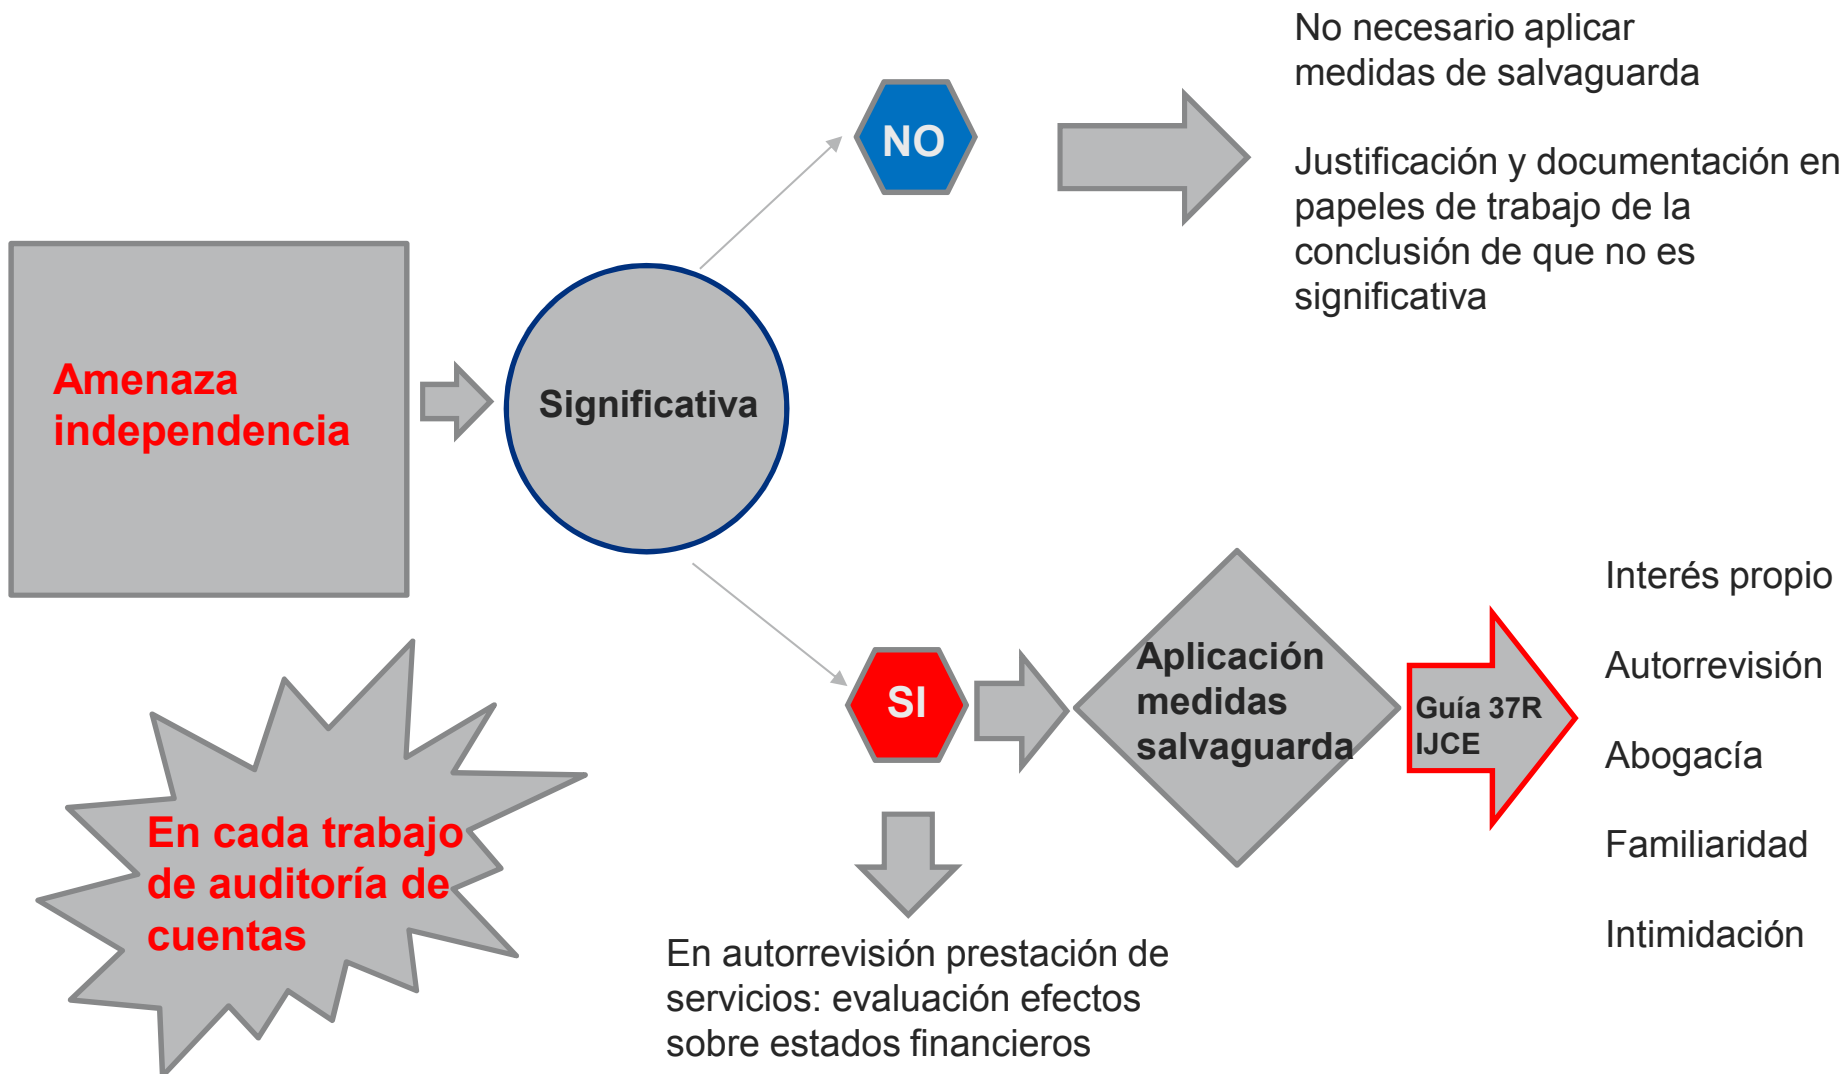 No necesario aplicar
medidas de salvaguarda
NO
Justificación y documentación en
papeles de trabajo de la
conclusión de que no es
significativa
Amenaza
independencia
Significativa
Interés propio
Aplicación
medidas
salvaguarda
SI
Guía 37R
IJCE
Autorrevisión
Abogacía
Familiaridad
Intimidación
En cada trabajo
de auditoría de
cuentas
En autorrevisión prestación de
servicios: evaluación efectos
sobre estados financieros